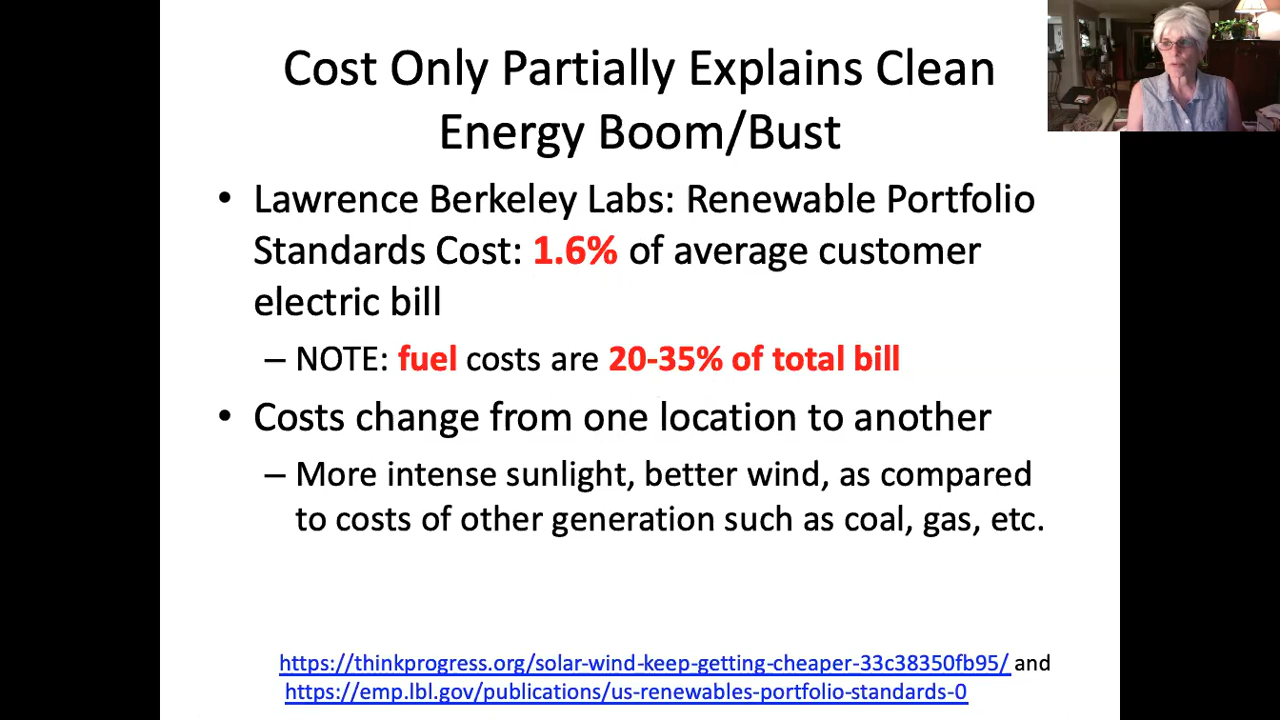 Cost Only Partially Explains Clean
Energy Boom/Bust
• Lawrence Berkeley Labs: Renewable Portfolio
Standards Cost: 1.6% of average customer
electric bill
– NOTE: fuel costs are 20-35% of total bill
• Costs change from one location to another
– More intense sunlight, better wind, as compared
to costs of other generation such as coal, gas, etc.
https://thinkprogress.org/solar-wind-keep-getting-cheaper-33c38350fb95/ and
https://emp.lbl.gov/publications/us-renewables-portfolio-standards-0